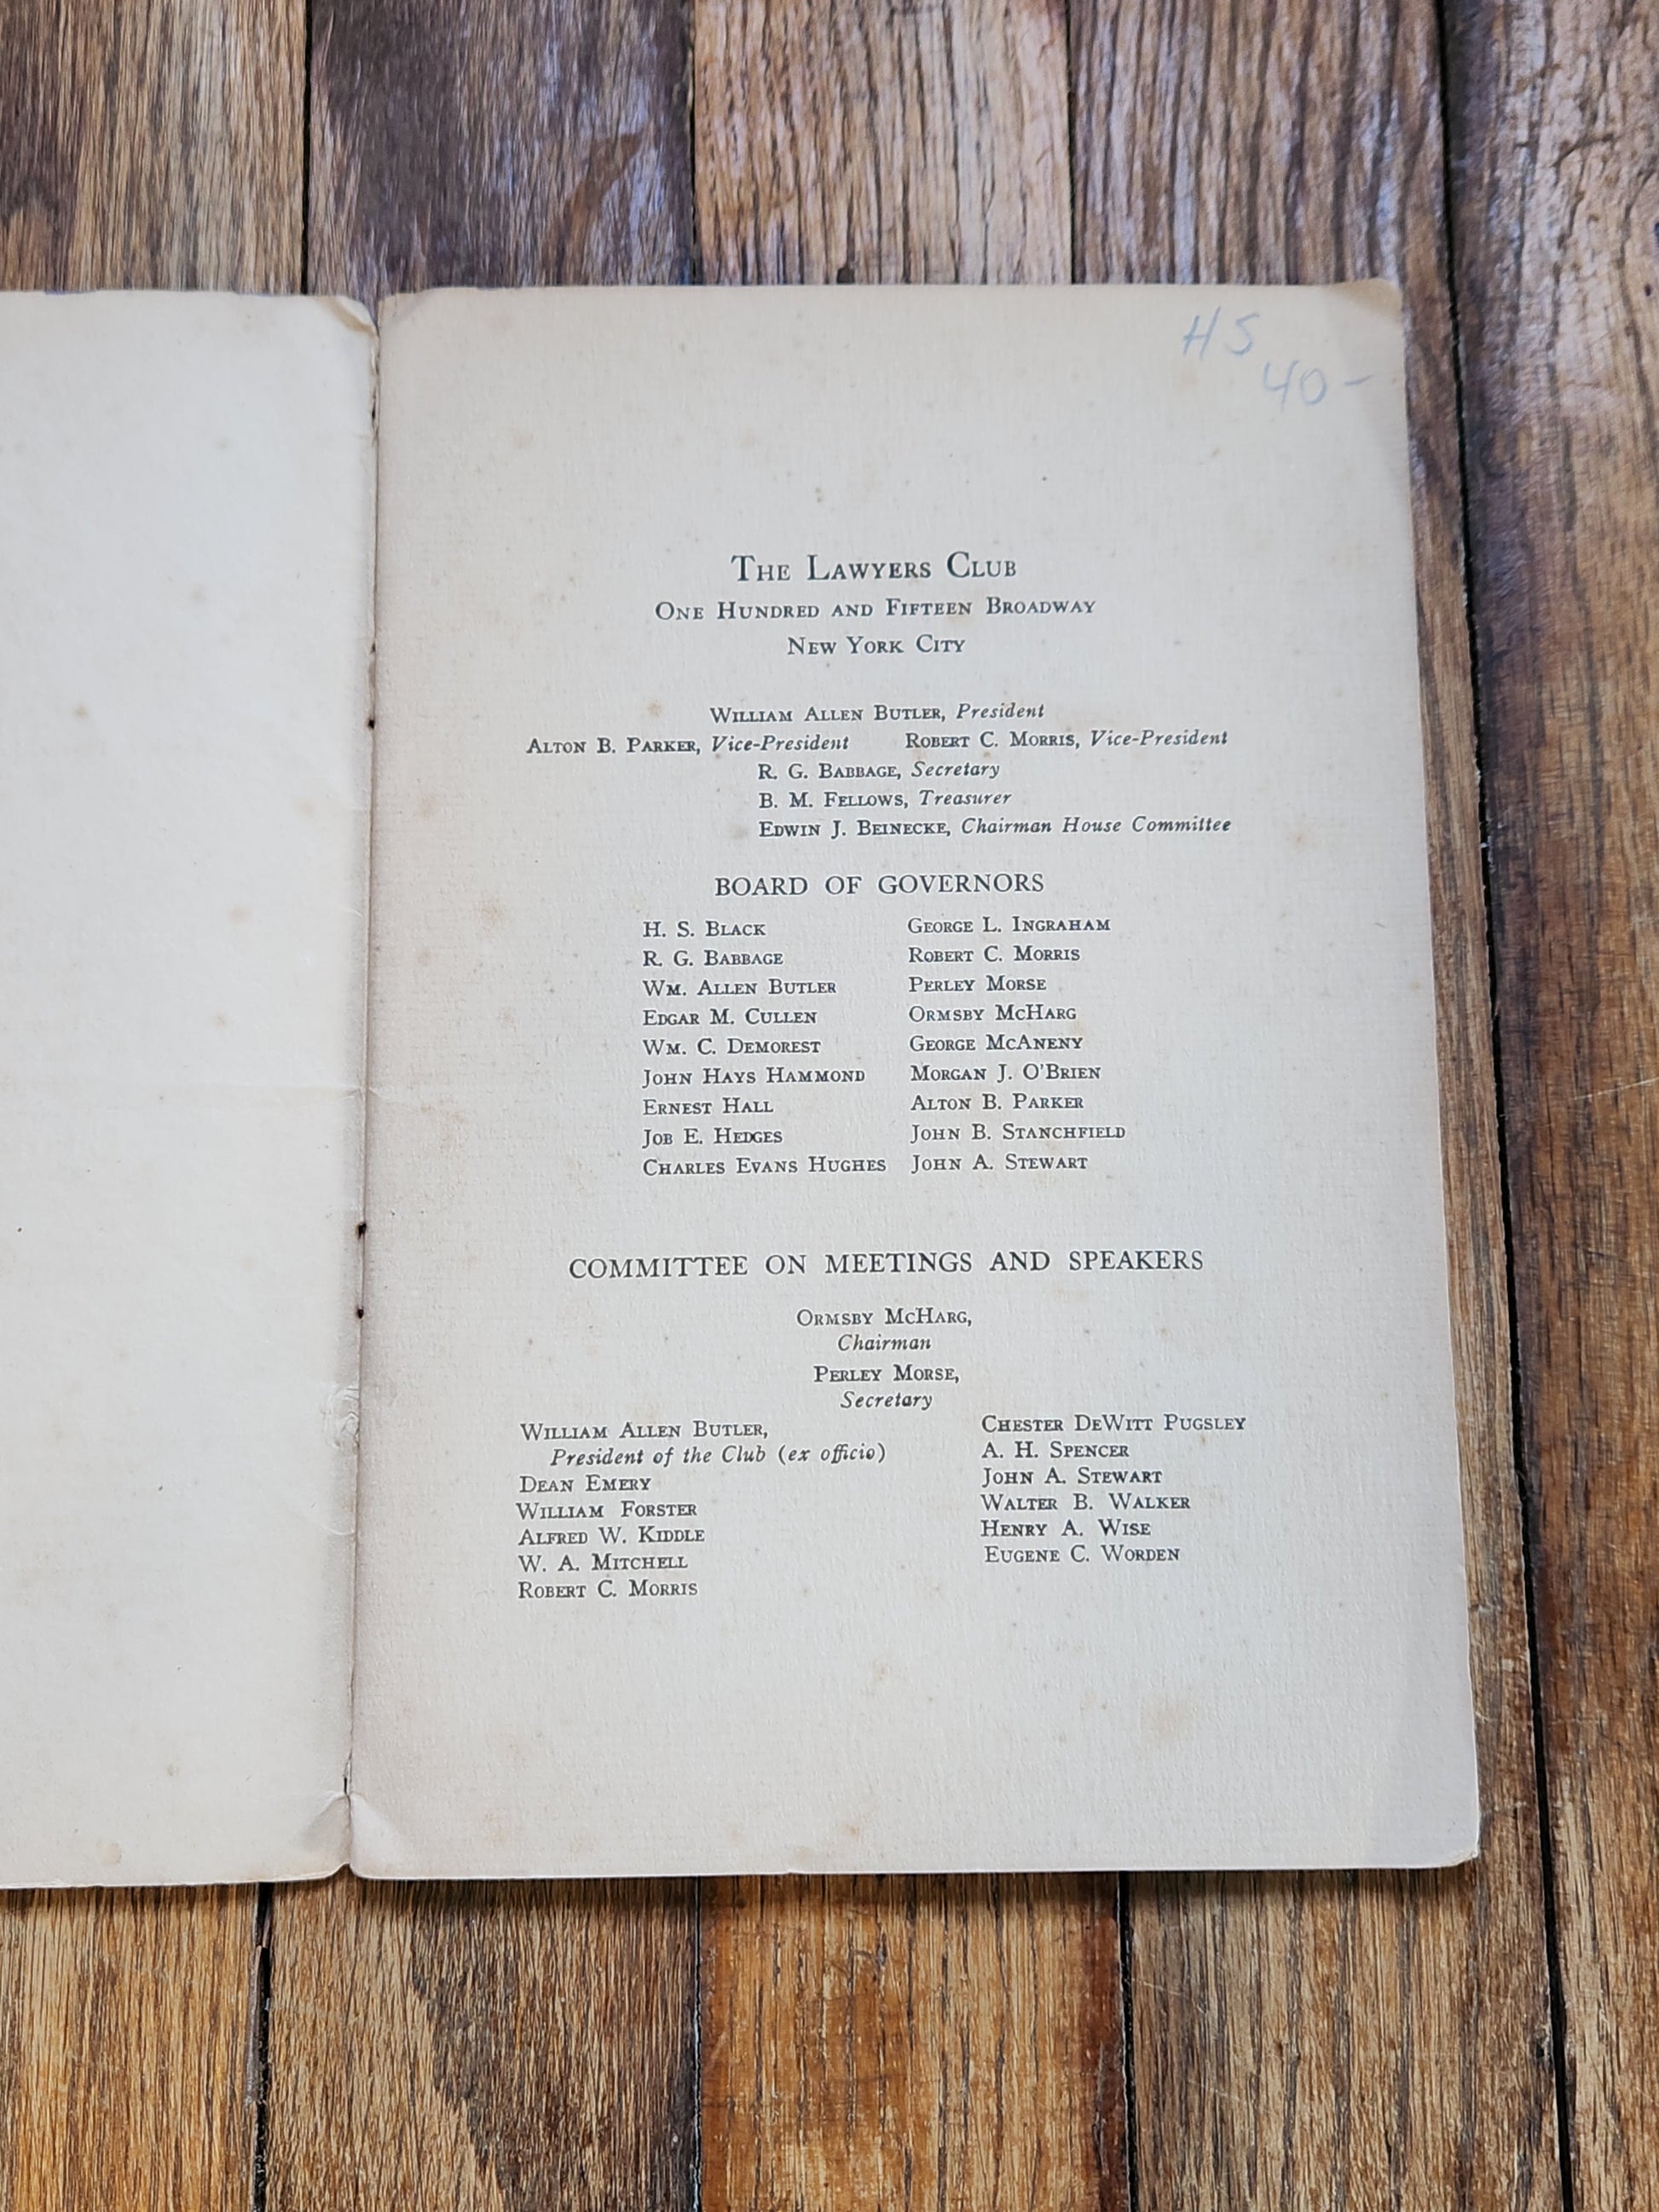 HS
40-
The Lawyers Club
One Hundred and Fifteen Broadway
New York City
William Allen Butler, President
Alton B. Parker, Vice-President Robert C. Morris, Vice-President
R. G. Babbage, Secretary
B. M. Fellows, Treasurer
Edwin J. Beinecke, Chairman House Committee
BOARD OF GOVERNORS
H. S. Black
R. G. Babbage
Wm. Allen Butler
Edgar M. Cullen
Wm. C. Demorest
John Hays Hammond
Ernest Hall
Job E. Hedges
Charles Evans Hughes
George L. Ingraham
Robert C. Morris
Perley Morse
Ormsby McHarg
George McAneny
Morgan J. O'Brien
Alton B. Parker
John B. Stanchfield
John A. Stewart
COMMITTEE ON MEETINGS AND SPEAKERS
Ormsby McHarg,
Chairman
Perley Morse,
Secretary
William Allen Butler,
President of the Club (ex officio)
Dean Emery
William Forster
Alfred W. Kiddle
W. A. Mitchell
Robert C. Morris
Chester DeWitt Pugsley
A. H. Spencer
John A. Stewart
Walter B. Walker
Henry A. Wise
Eugene C. Worden